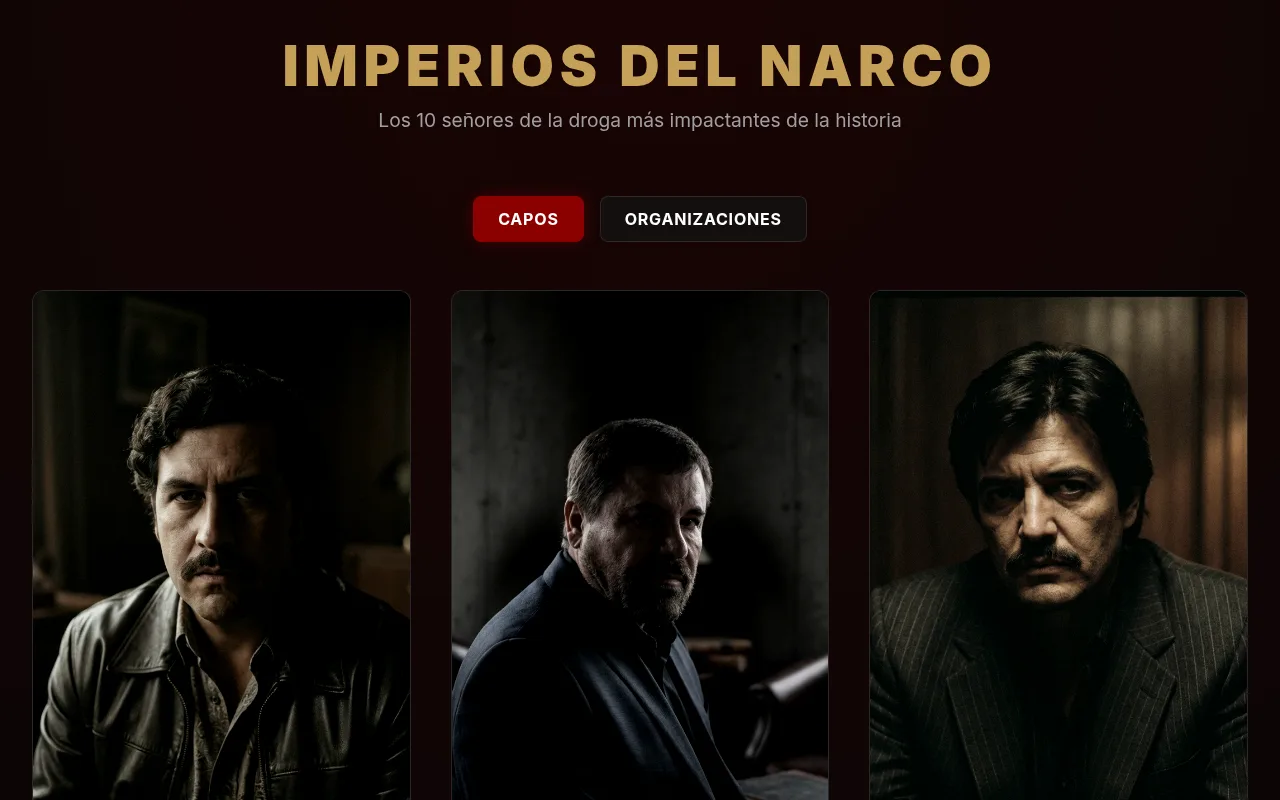 IMPERIOS DEL NARCO
Los 10 señores de la droga más impactantes de la historia
CAPOS
ORGANIZACIONES